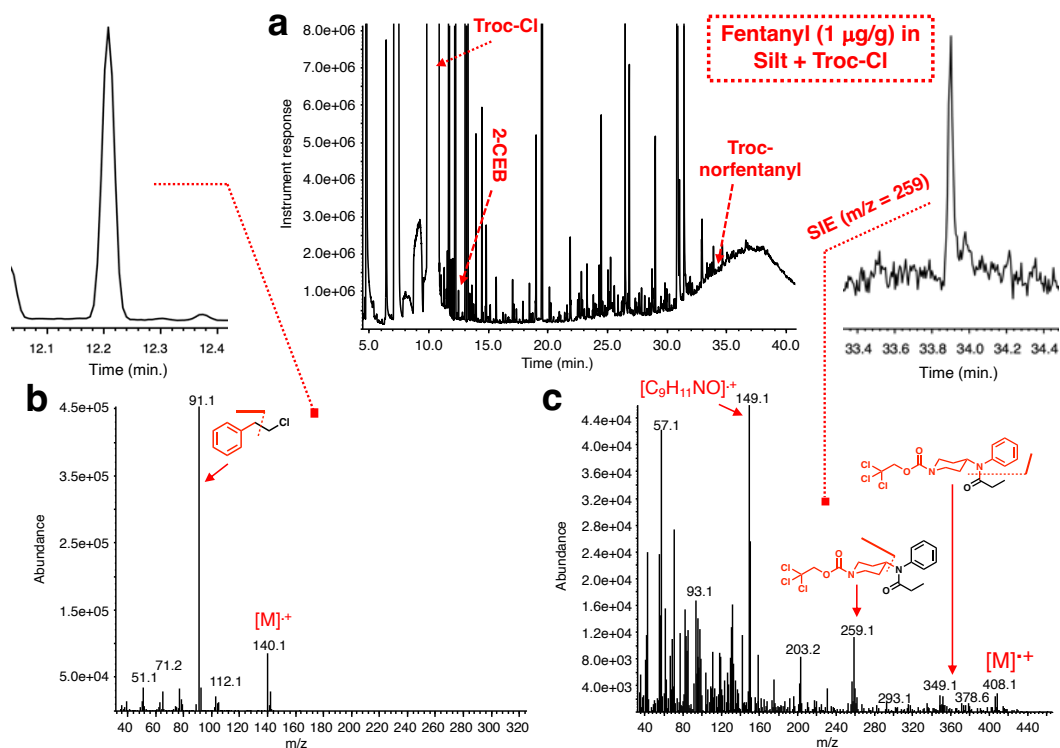 a
Fentanyl (1 μg/g) in
Silt + Troc-Cl
Troc-Cl
2-CEB
Troc-
norfentanyl
SIE (m/z = 259)
Instrument response
8.0e+06
7.0e+06
6.0e+06
5.0e+06
4.0e+06
3.0e+06
2.0e+06
1.0e+06
5.0 10.0 15.0 20.0 25.0 30.0 35.0 40.0
Time (min.)
12.1 12.2 12.3 12.4
Time (min.)
33.4 33.6 33.8 34.0 34.2 34.4
Time (min.)
b
Abundance
4.5e+05
3.5e+05
2.5e+05
1.5e+05
5.0e+04
91.1
Cl
[M]·+
140.1
51.1
71.2
112.1
40 60 80 100 120 140 160 180 200 220 240 260 280 300 320
m/z
c
[C9H11NO]·+
149.1
57.1
Abundance
4.4e+04
4.0e+04
3.6e+04
3.2e+04
2.8e+04
2.4e+04
2.0e+04
1.6e+04
1.2e+04
8.0e+03
4.0e+03
93.1
203.2
259.1
293.1
349.1
378.6
408.1
[M]·+
Cl
Cl
Cl
O
O
N
N
O
Cl
Cl
Cl
O
O
N
N
O
40 80 120 160 200 240 280 320 360 400 440
m/z